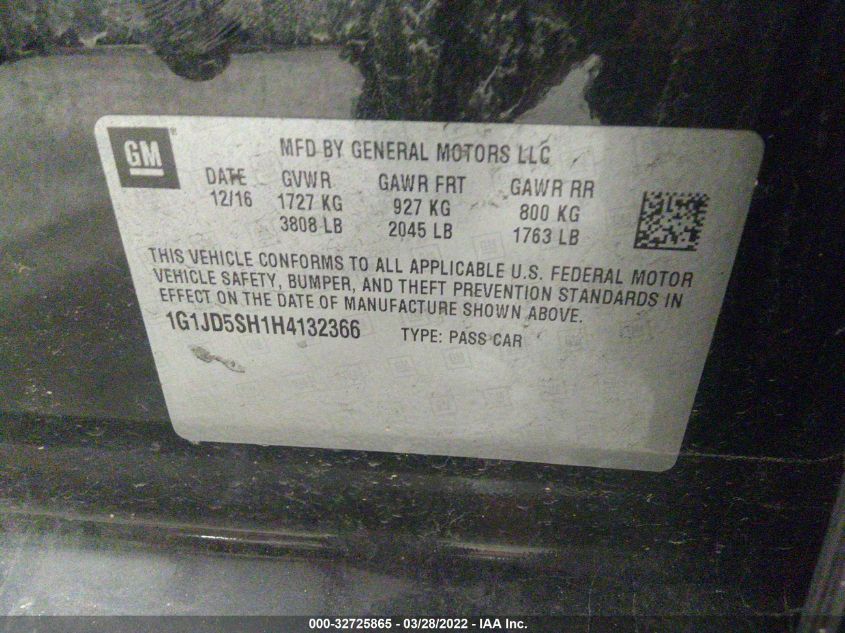 GM
MFD BY GENERAL MOTORS LLC
DATE GVWR GAWR FRT GAWR RR
12/16 1727 KG 927 KG 800 KG
3808 LB 2045 LB 1763 LB
THIS VEHICLE CONFORMS TO ALL APPLICABLE U.S. FEDERAL MOTOR
VEHICLE SAFETY, BUMPER, AND THEFT PREVENTION STANDARDS IN
EFFECT ON THE DATE OF MANUFACTURE SHOWN ABOVE.
1G1JD5SH1H4132366 TYPE: PASS CAR
000-32725865 / 03/28/2022 - IAA Inc.